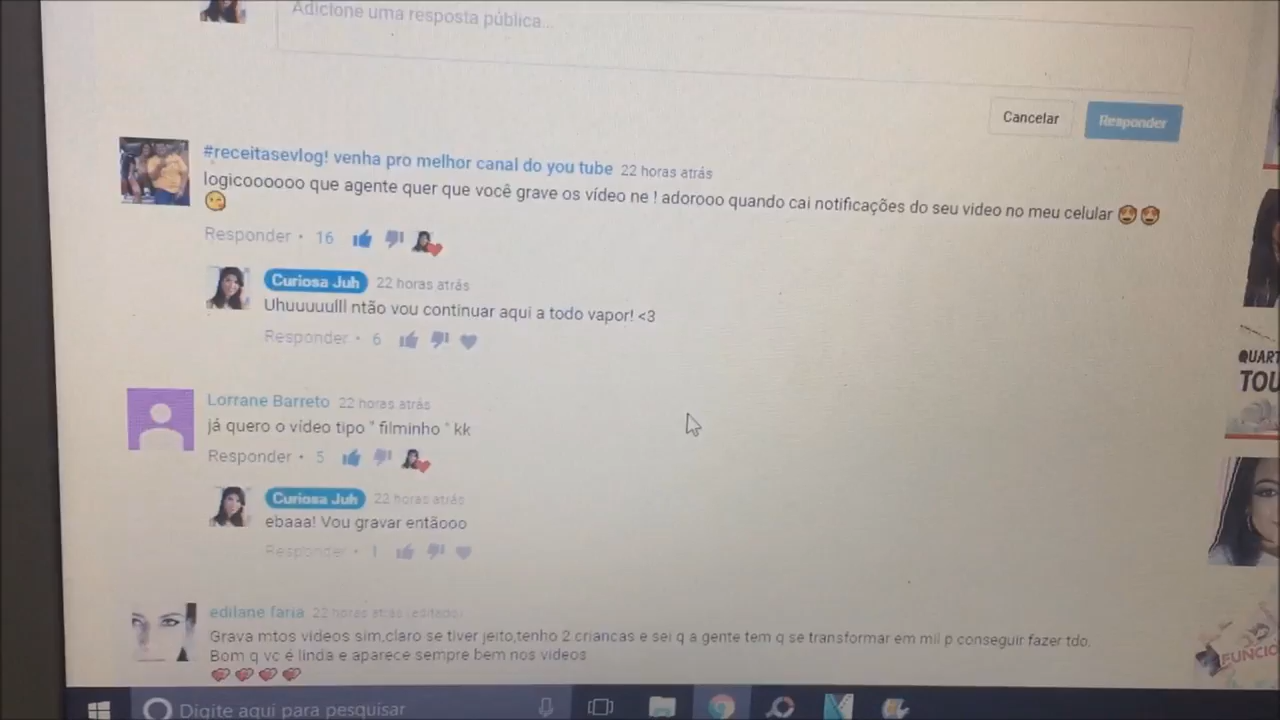 Adicione uma resposta pública...
Cancelar
Responder
#receitasevlog! venha pro melhor canal do you tube 22 horas atrás
logicoooooo que agente quer que você grave os vídeo ne ! adorooo quando cai notificações do seu video no meu celular 😍 😍
😘
Responder • 16
Curiosa Juh 22 horas atrás
Uhuuuuulll ntão vou continuar aqui a todo vapor! <3
Responder • 6
Lorrane Barreto 22 horas atrás
já quero o vídeo tipo " filminho " kk
Responder • 5
Curiosa Juh 22 horas atrás
ebaaa! Vou gravar entãooo
Responder • 1
edilane faria 22 horas atrás (editado)
Grava mtos videos sim,claro se tiver jeito,tenho 2 criancas e sei q a gente tem q se transformar em mil p conseguir fazer tdo.
Bom q vc é linda e aparece sempre bem nos videos
💖 💖 💖 💖
QUART
TOU
FUNCIO
Digite aqui para pesquisar